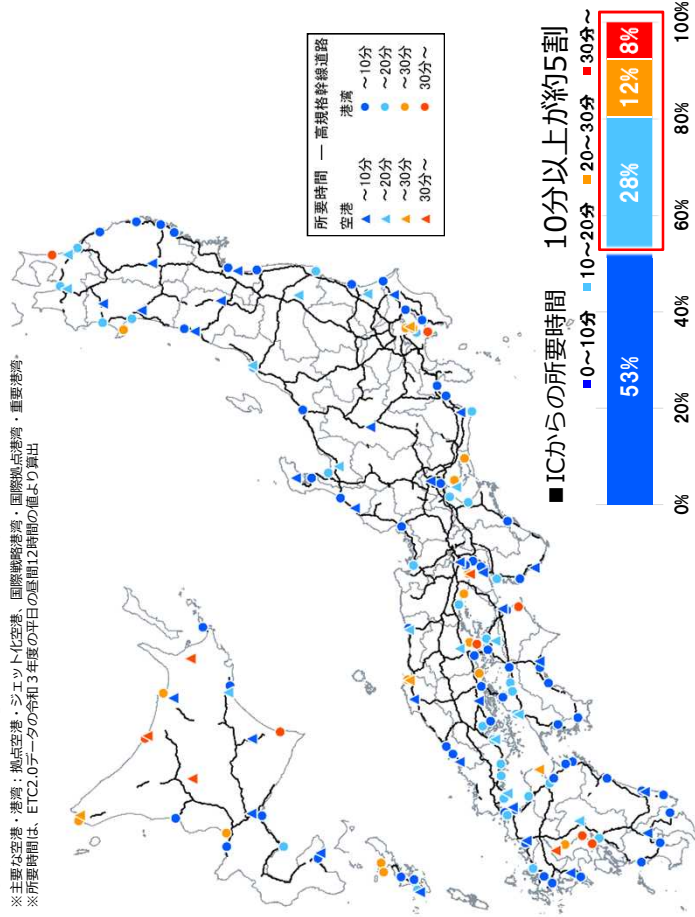 ※主要な空港・港湾：拠点空港・ジェット化空港、国際戦略港湾・国際拠点港湾・重要港湾。
※所要時間は、ETC2.0データの令和3年度の平日の昼間12時間の値より算出
所要時間 ― 高規格幹線道路
空港 港湾
～10分 ～10分
～20分 ～20分
～30分 ～30分
30分～ 30分～
■ICからの所要時間 10分以上が約5割
■0～10分 ■10～20分 ■20～30分 ■30分～
53% 28% 12% 8%
0% 20% 40% 60% 80% 100%